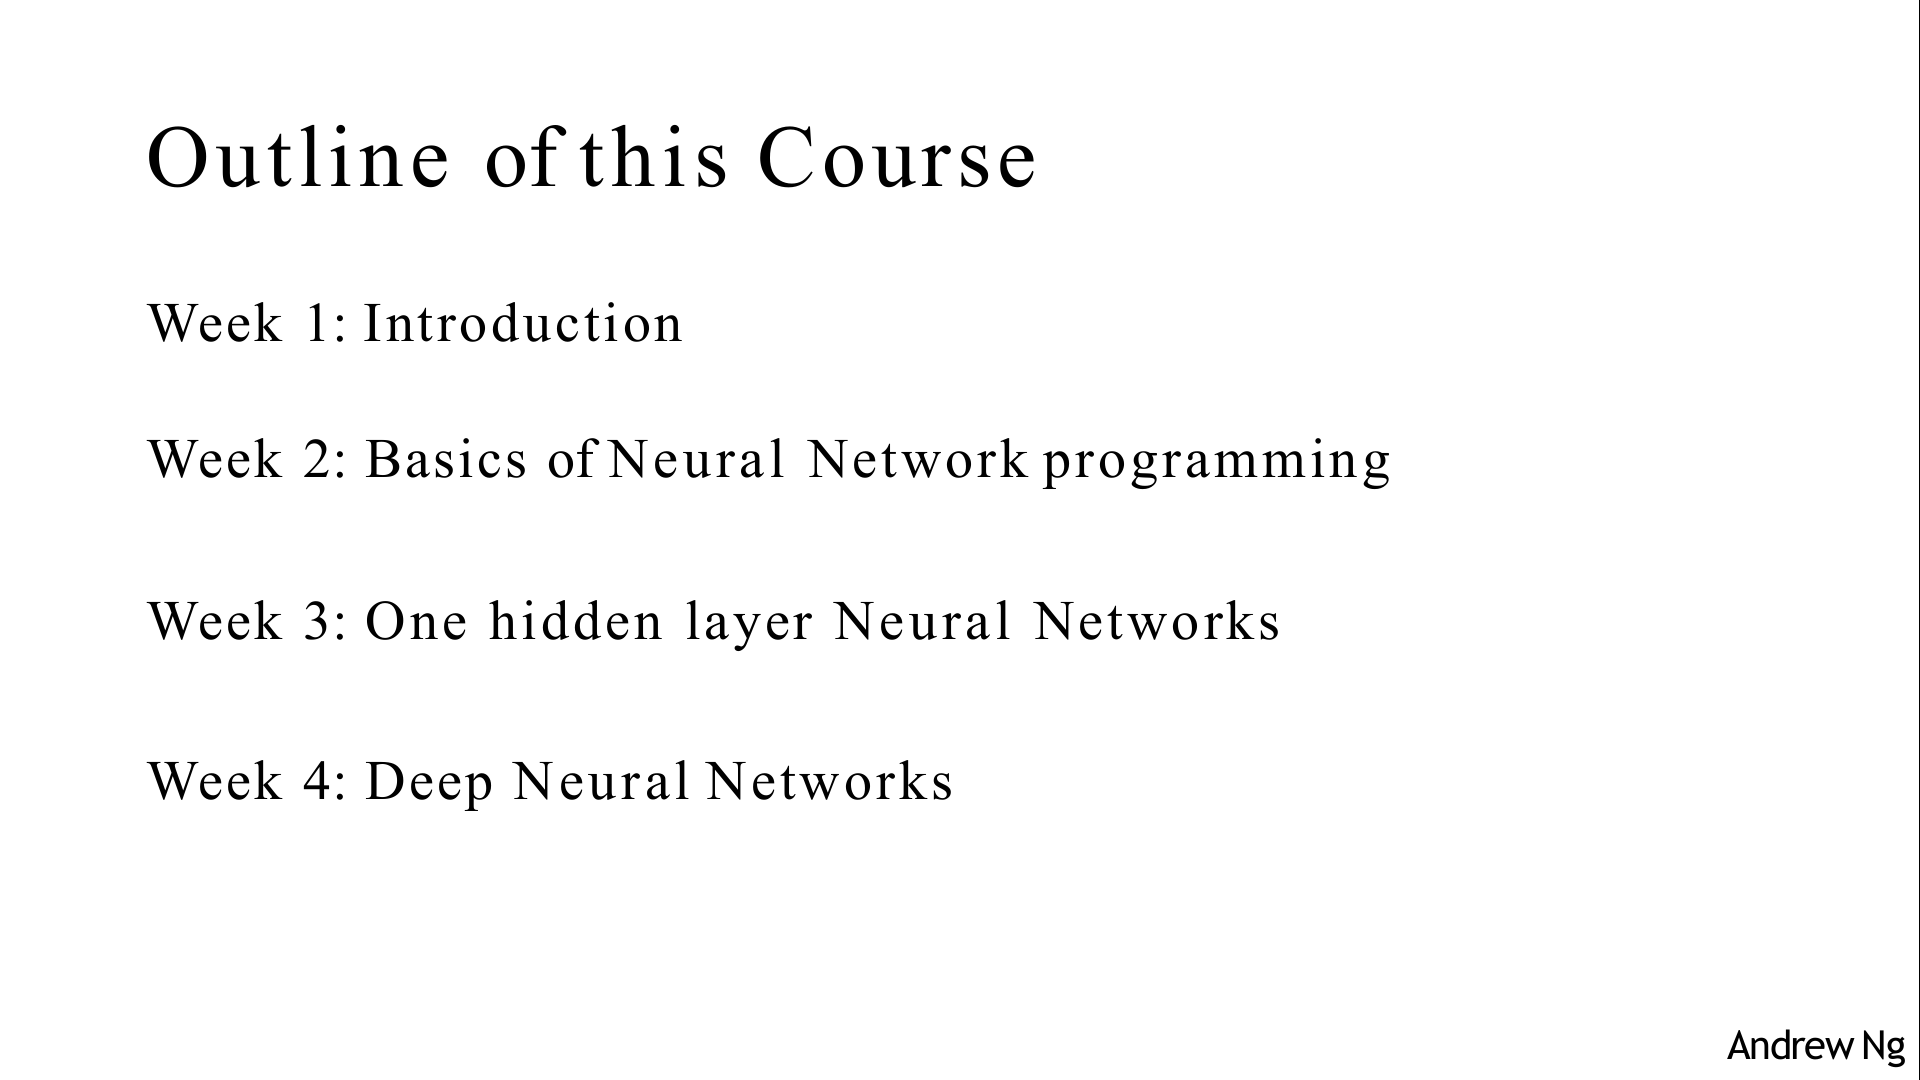 Outline of this Course
Week 1: Introduction
Week 2: Basics of Neural Network programming
Week 3: One hidden layer Neural Networks
Week 4: Deep Neural Networks
Andrew Ng